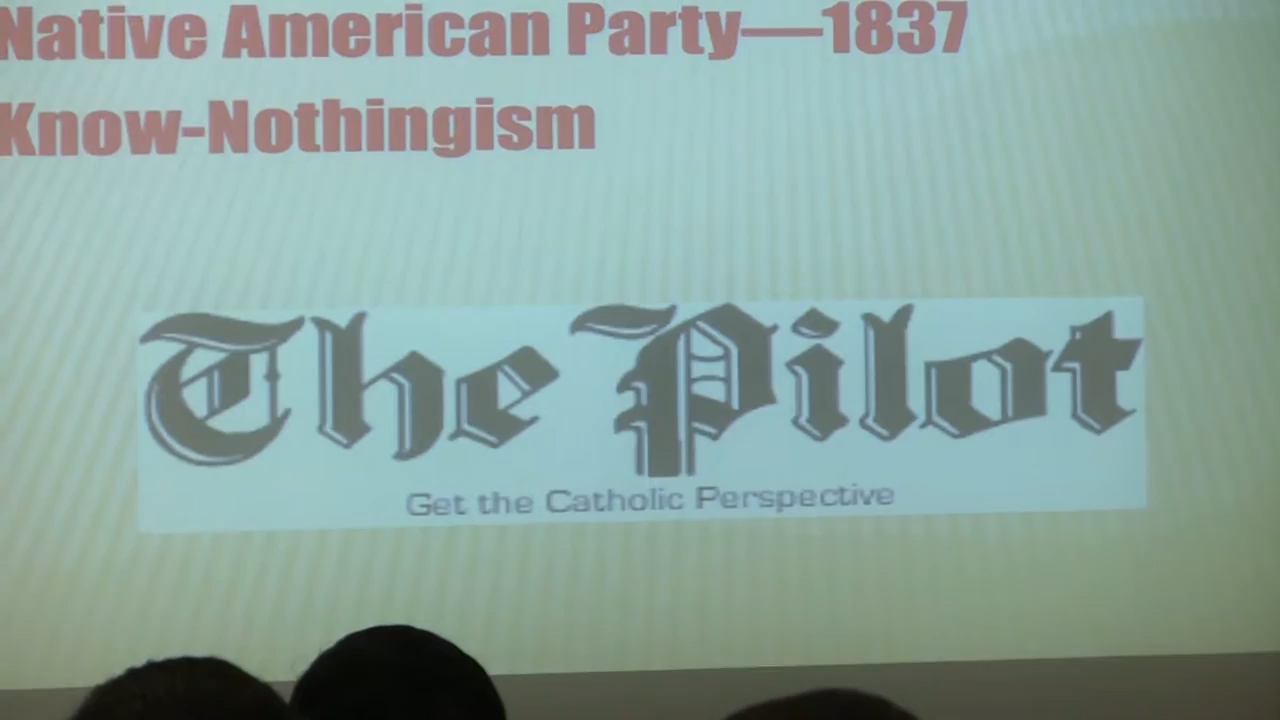 Native American Party—1837
Know-Nothingism
The Pilot
Get the Catholic Perspective